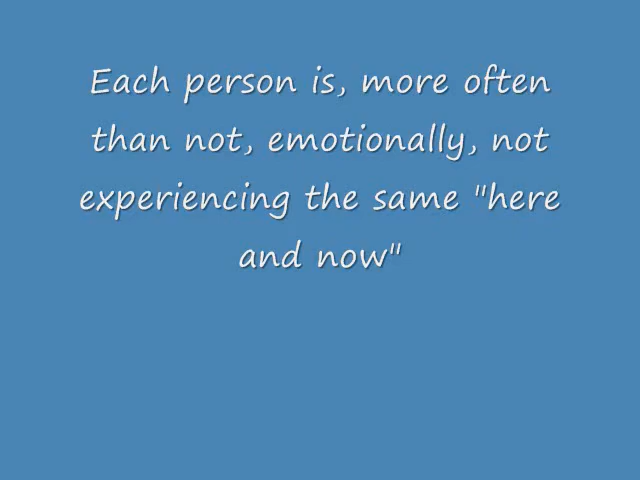 Each person is, more often
than not, emotionally, not
experiencing the same "here
and now"